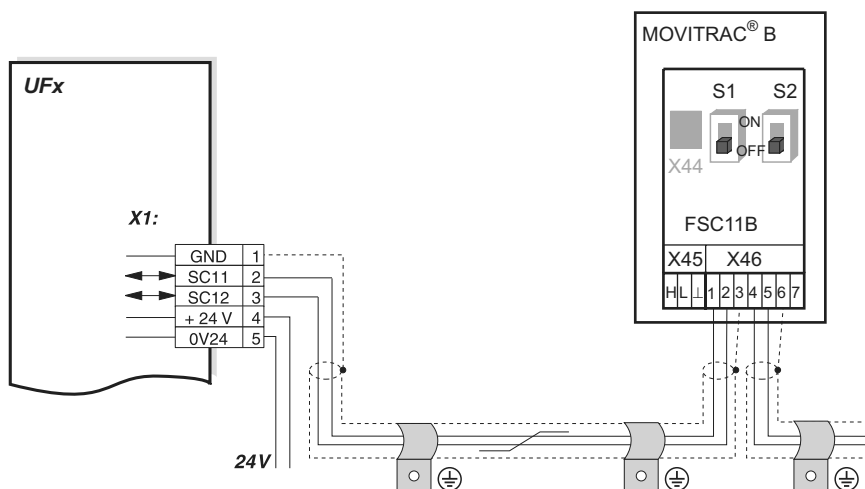 UFx
X1:
GND 1
SC11 2
SC12 3
+ 24 V 4
0V24 5
24V
MOVITRAC® B
S1 S2
ON
OFF
X44
FSC11B
X45 X46
H L ⊥ 1 2 3 4 5 6 7